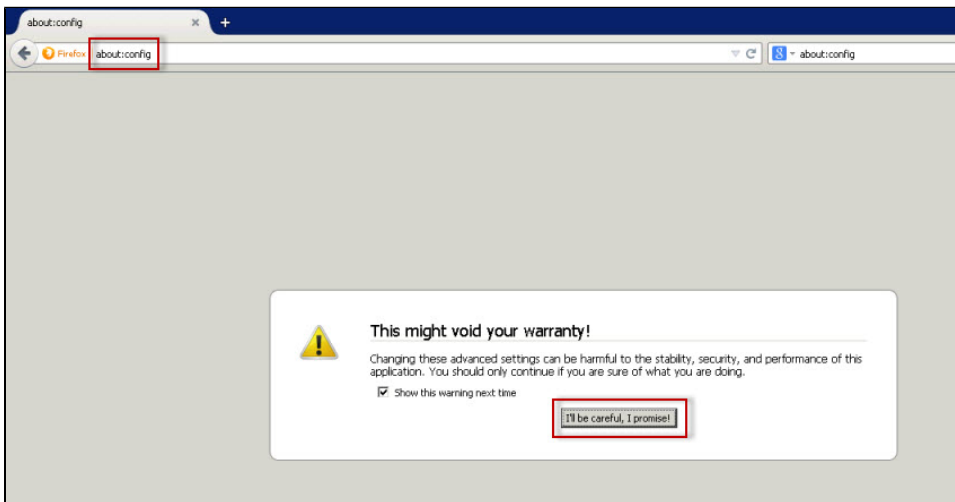 about:config
Firefox about:config
about:config
This might void your warranty!
Changing these advanced settings can be harmful to the stability, security, and performance of this
application. You should only continue if you are sure of what you are doing.
Show this warning next time
I'll be careful, I promise!